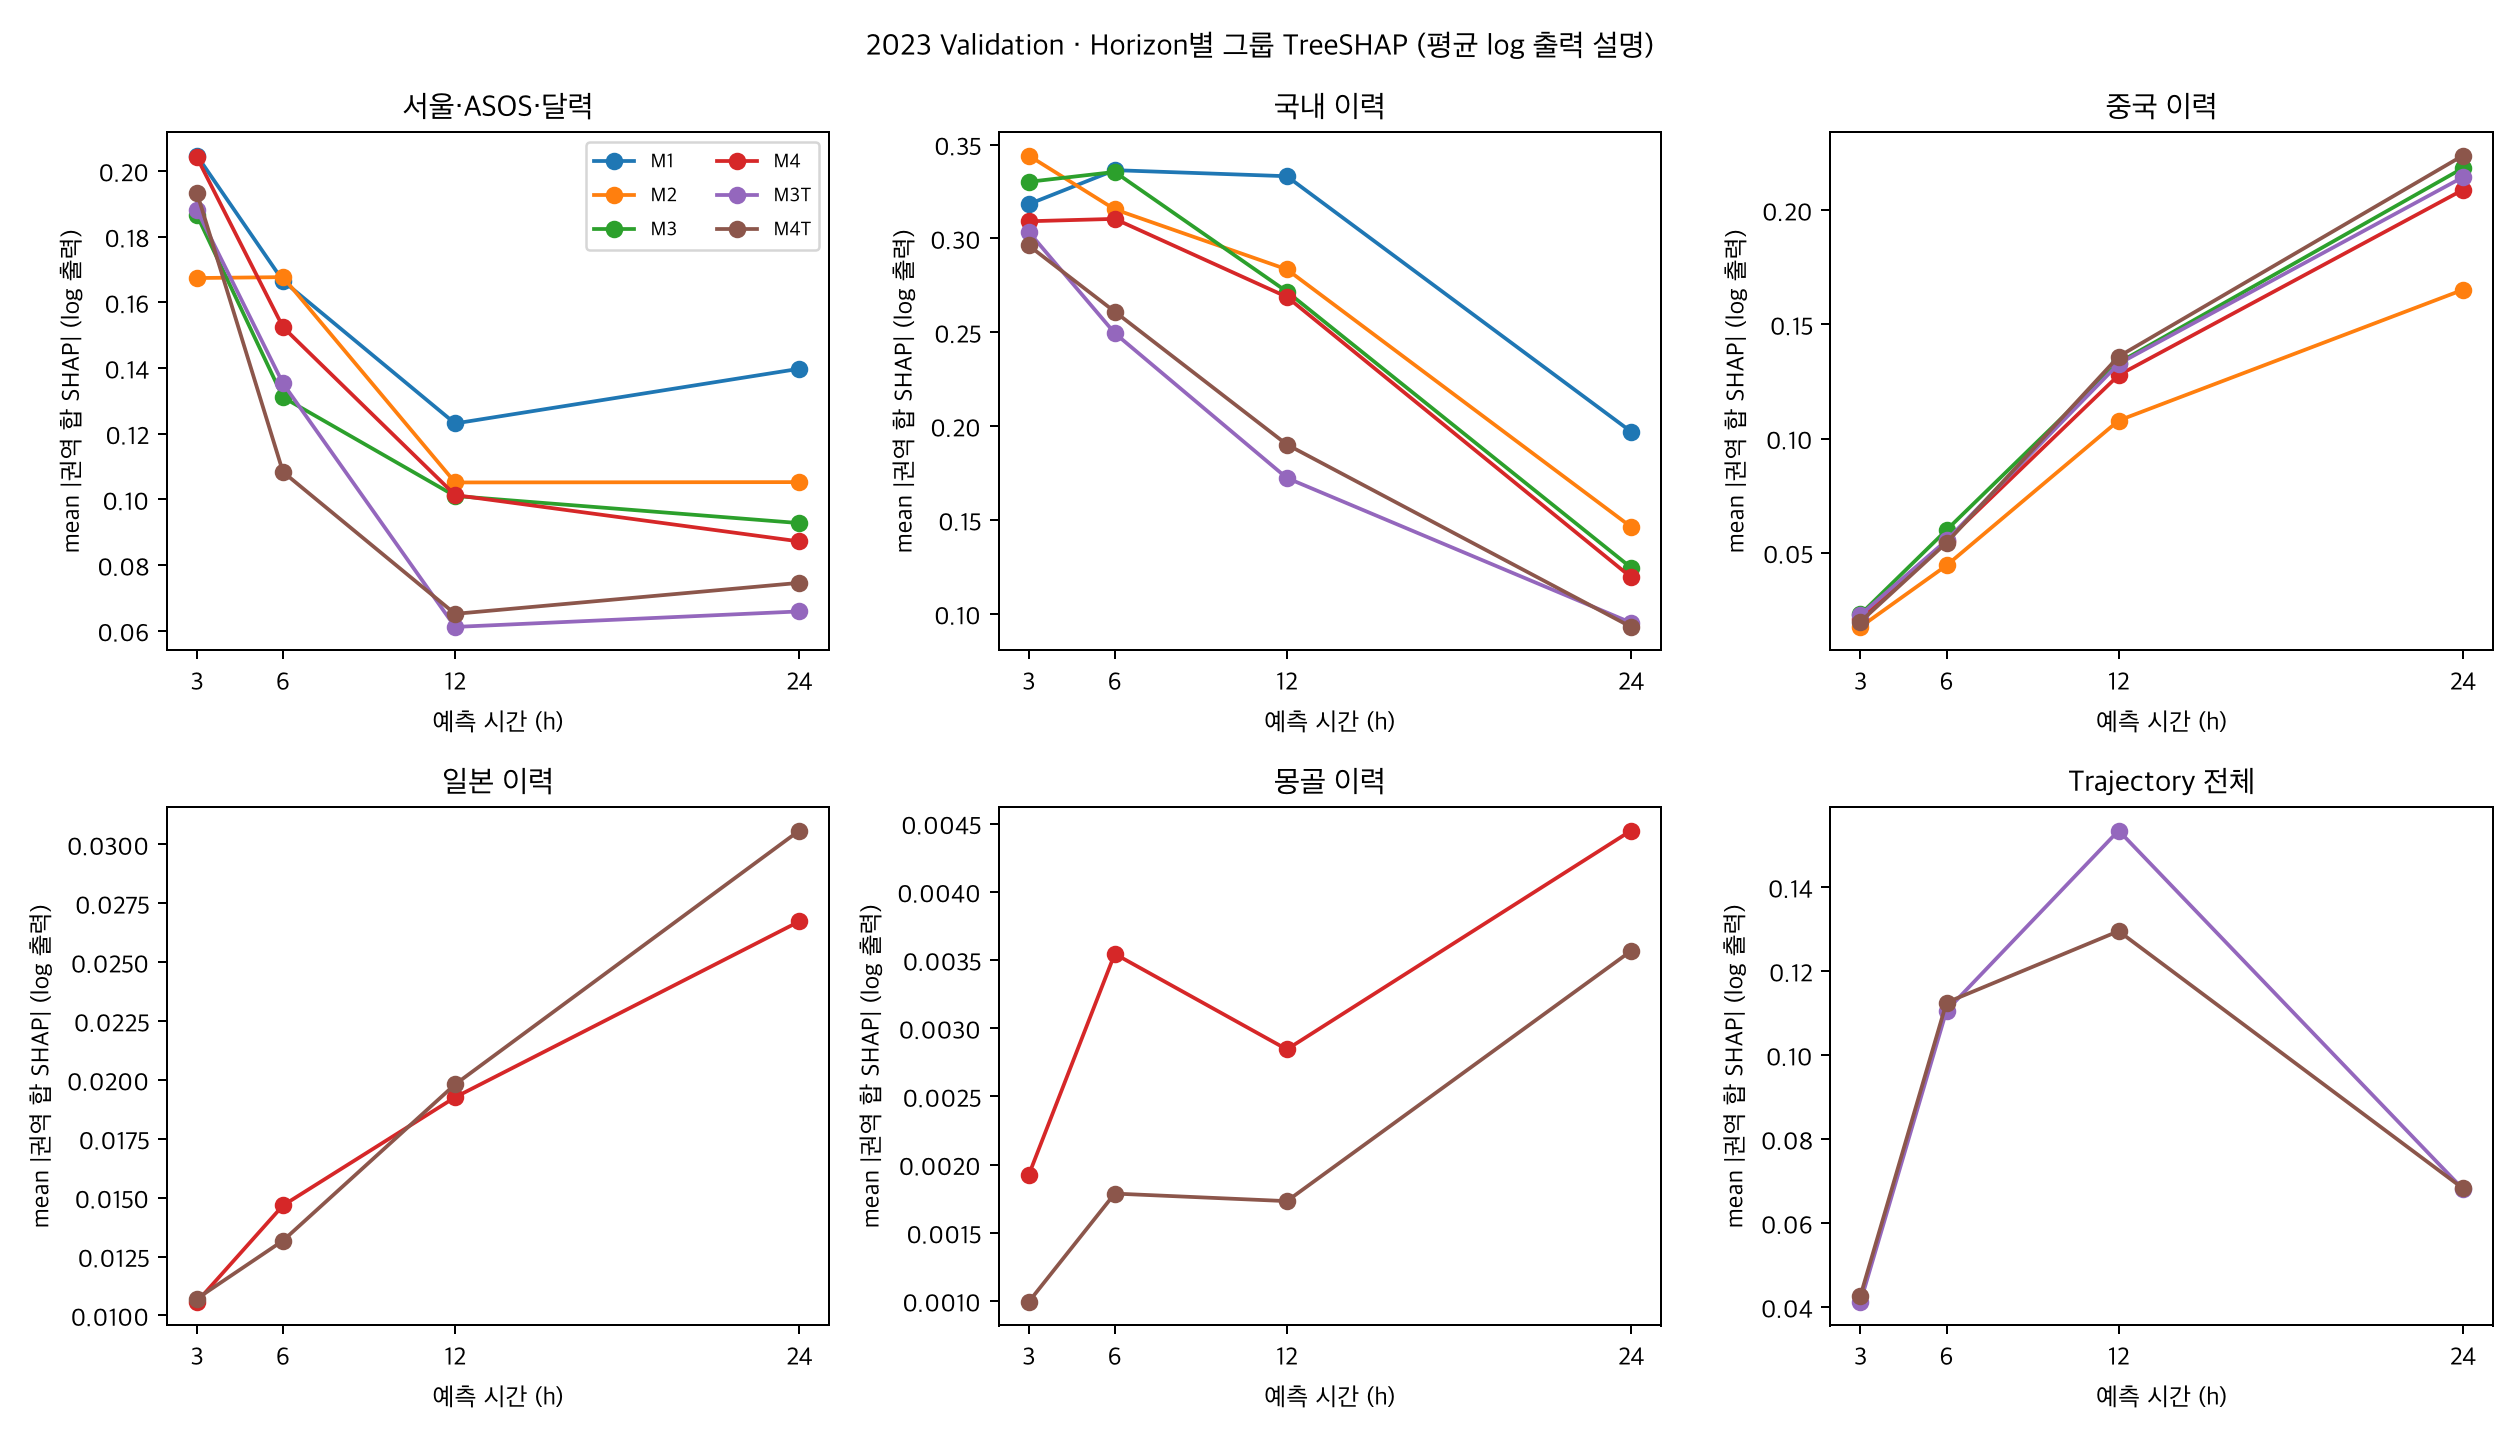 2023 Validation · Horizon별 그룹 TreeSHAP (평균 log 출력 설명)
서울·ASOS·달력
mean |권역 합 SHAP| (log 출력)
0.20
0.18
0.16
0.14
0.12
0.10
0.08
0.06
M1
M2
M3
M4
M3T
M4T
3 6 12 24
예측 시간 (h)
국내 이력
mean |권역 합 SHAP| (log 출력)
0.35
0.30
0.25
0.20
0.15
0.10
3 6 12 24
예측 시간 (h)
중국 이력
mean |권역 합 SHAP| (log 출력)
0.20
0.15
0.10
0.05
3 6 12 24
예측 시간 (h)
일본 이력
mean |권역 합 SHAP| (log 출력)
0.0300
0.0275
0.0250
0.0225
0.0200
0.0175
0.0150
0.0125
0.0100
3 6 12 24
예측 시간 (h)
몽골 이력
mean |권역 합 SHAP| (log 출력)
0.0045
0.0040
0.0035
0.0030
0.0025
0.0020
0.0015
0.0010
3 6 12 24
예측 시간 (h)
Trajectory 전체
mean |권역 합 SHAP| (log 출력)
0.14
0.12
0.10
0.08
0.06
0.04
3 6 12 24
예측 시간 (h)